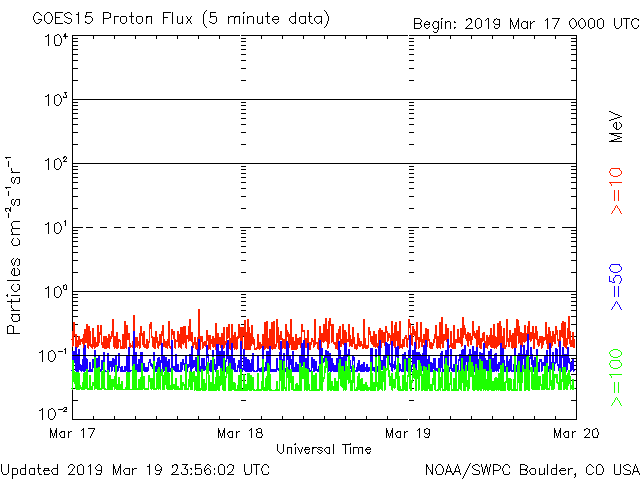 GOES15 Proton Flux (5 minute data)
Begin: 2019 Mar 17 0000 UTC
10⁴
10³
10²
10¹
10⁰
10⁻¹
10⁻²
Particles cm⁻²s⁻¹sr⁻¹
MeV
>=10
>=50
>=100
Mar 17 Mar 18 Mar 19 Mar 20
Universal Time
Updated 2019 Mar 19 23:56:02 UTC
NOAA/SWPC Boulder, CO USA